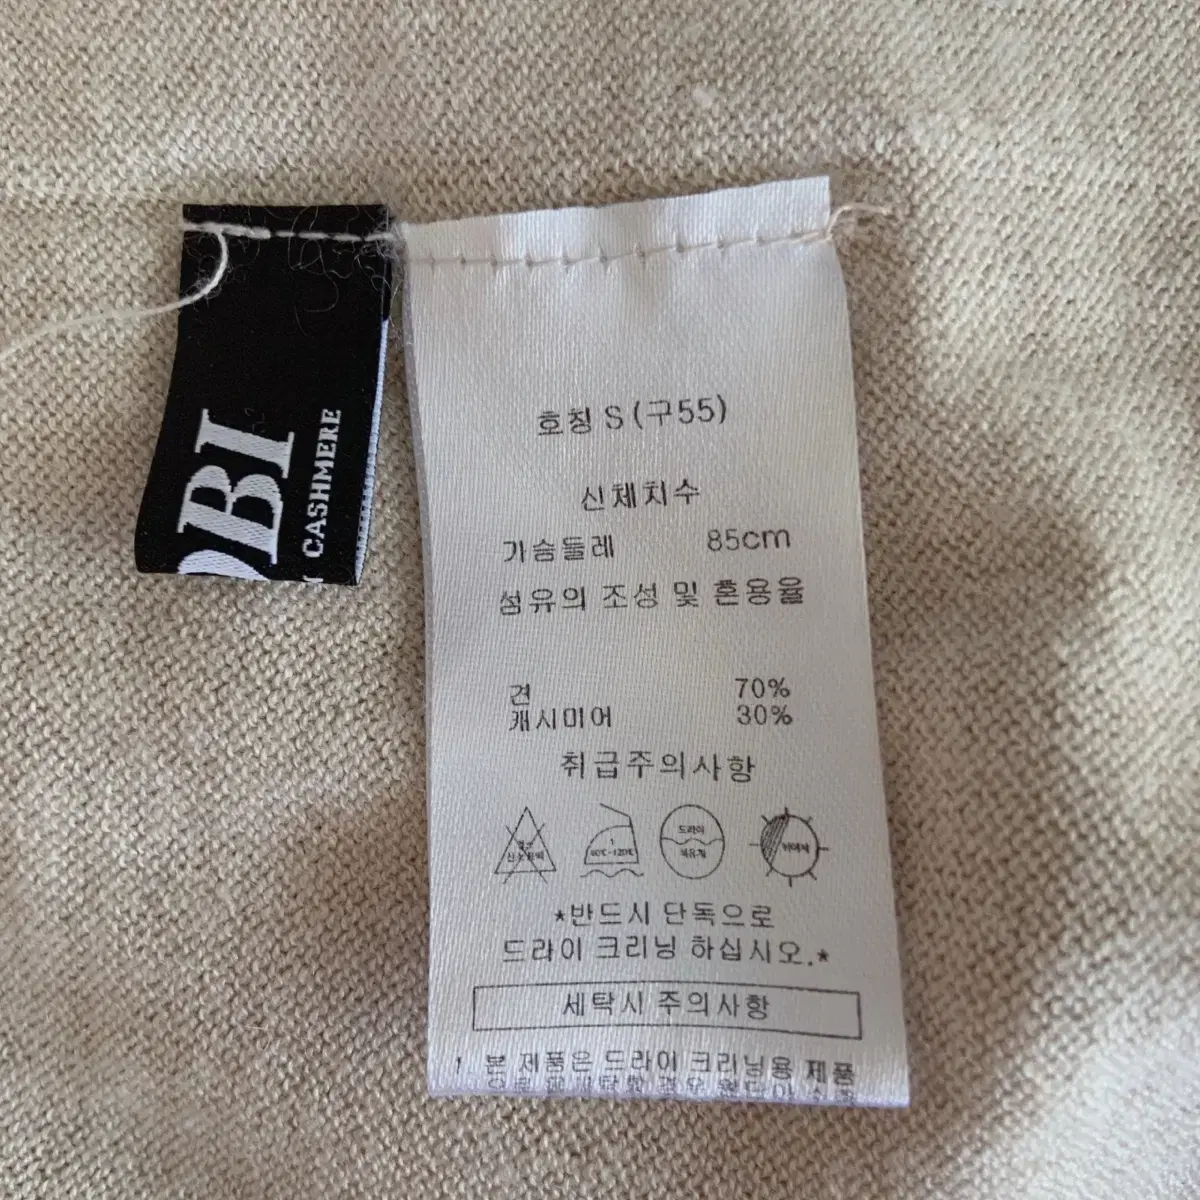 BI
CASHMERE
호칭 S (구55)
신체치수
가슴둘레 85cm
섬유의 조성 및 혼용율
견 70%
캐시미어 30%
취급주의사항
드라이
석유계
*반드시 단독으로
드라이 크리닝 하십시오.*
세탁시 주의사항
1. 본 제품은 드라이 크리닝용 제품